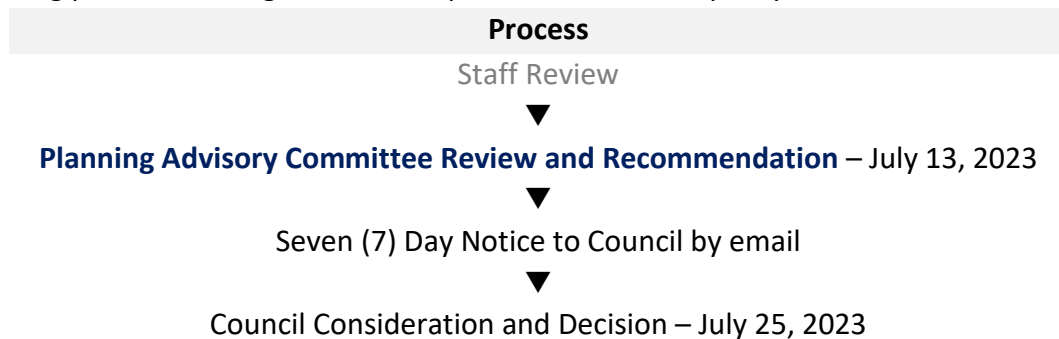 Process
Staff Review
▼
Planning Advisory Committee Review and Recommendation – July 13, 2023
▼
Seven (7) Day Notice to Council by email
▼
Council Consideration and Decision – July 25, 2023